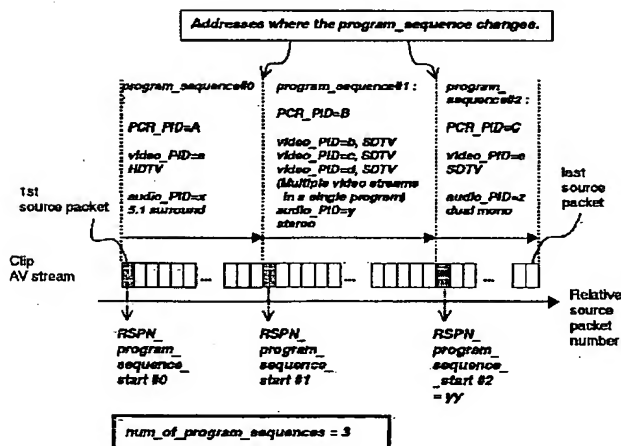 Addresses where the program_sequence changes.
program_sequence#0
PCR_PID=A
video_PID=a
HDTV
audio_PID=x
5.1 surround
program_sequence#1 :
PCR_PID=B
video_PID=b, SDTV
video_PID=c, SDTV
video_PID=d, SDTV
(Multiple video streams
in a single program)
audio_PID=y
stereo
program_
sequence#2 :
PCR_PID=C
video_PID=e
SDTV
audio_PID=z
dual mono
1st
source packet
last
source
packet
Clip
AV stream
...
...
...
Relative
source
packet
number
RSPN_
program_
sequence_
start #0
RSPN_
program_
sequence_
start #1
RSPN_
program_
sequence_
_start #2
= yy
num_of_program_sequences = 3